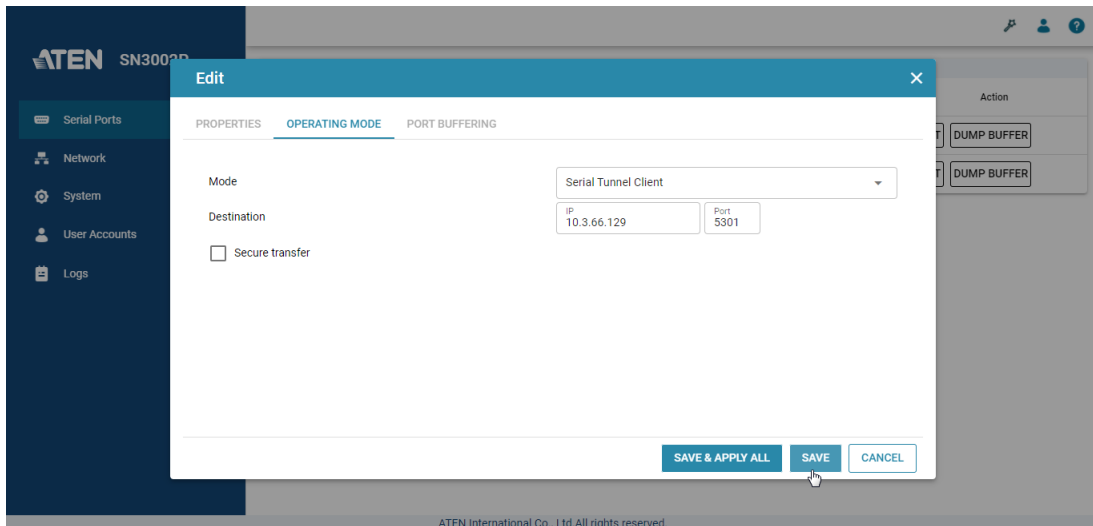 ATEN SN3002P
Edit
Action
Serial Ports
PROPERTIES OPERATING MODE PORT BUFFERING
DUMP BUFFER
Network
Mode Serial Tunnel Client
DUMP BUFFER
System
Destination IP 10.3.66.129 Port 5301
User Accounts
Secure transfer
Logs
SAVE & APPLY ALL SAVE CANCEL
ATEN International Co., Ltd All rights reserved